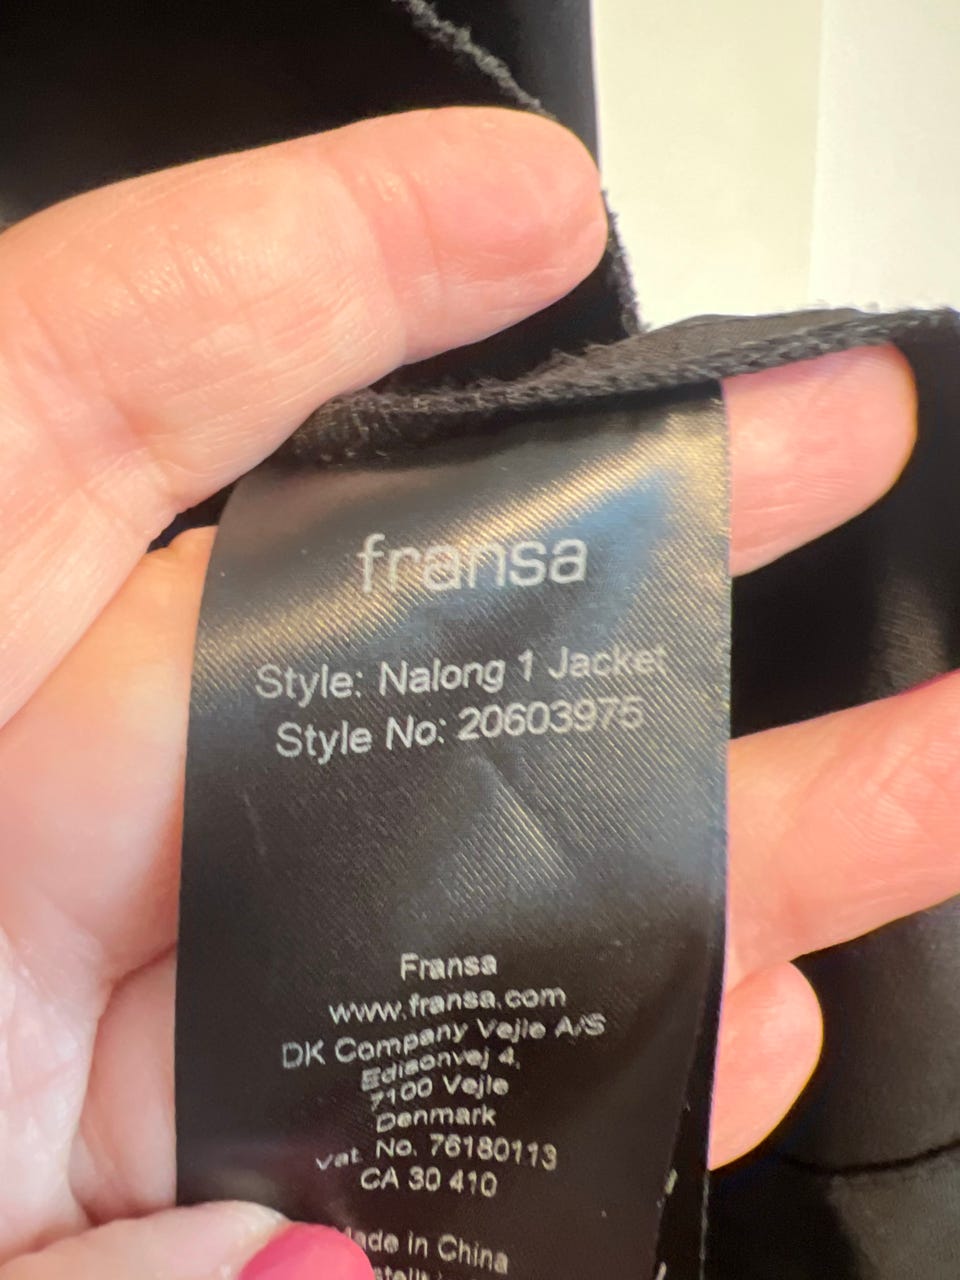 fransa
Style: Nalong 1 Jacket
Style No: 20603975
Fransa
www.fransa.com
DK Company Vejle A/S
Edisonvej 4,
7100 Vejle
Denmark
vat. No. 76180113
CA 30 410
ade in China